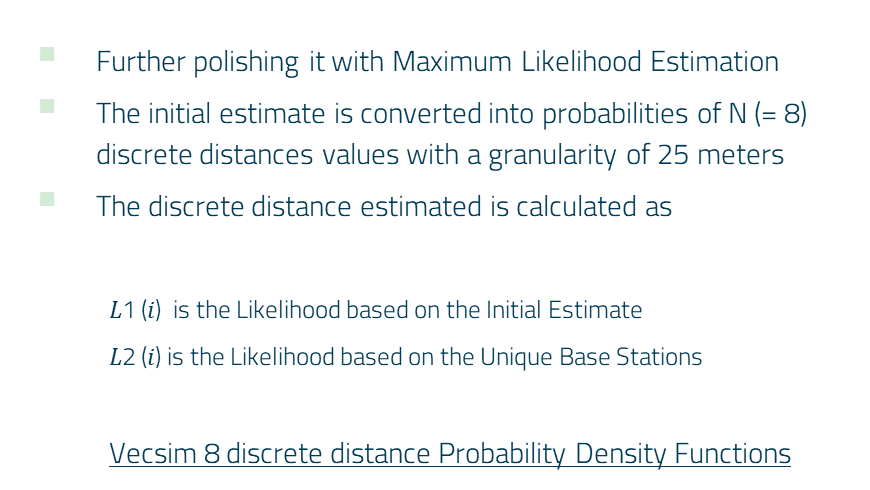 Further polishing it with Maximum Likelihood Estimation
The initial estimate is converted into probabilities of N (= 8)
discrete distances values with a granularity of 25 meters
The discrete distance estimated is calculated as
𝐿1 (𝑖) is the Likelihood based on the Initial Estimate
𝐿2 (𝑖) is the Likelihood based on the Unique Base Stations
Vecsim 8 discrete distance Probability Density Functions